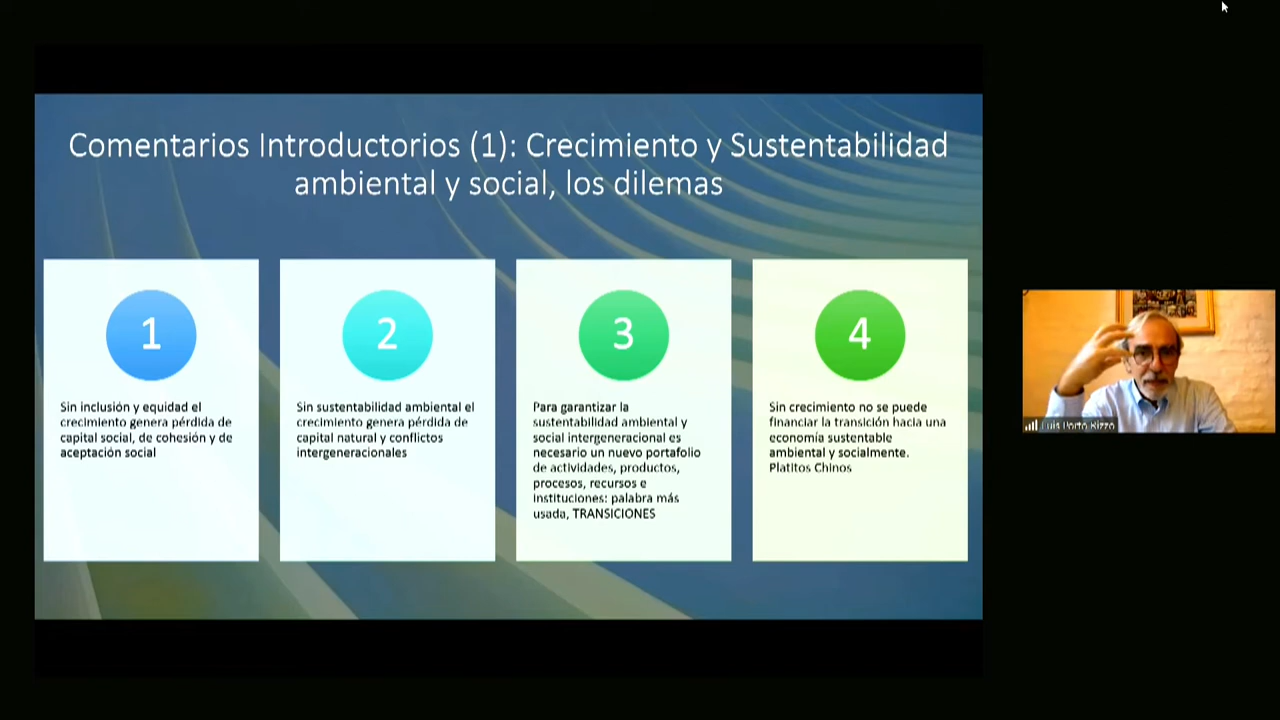 Comentarios Introductorios (1): Crecimiento y Sustentabilidad
ambiental y social, los dilemas
1
Sin inclusión y equidad el
crecimiento genera pérdida de
capital social, de cohesión y de
aceptación social
2
Sin sustentabilidad ambiental el
crecimiento genera pérdida de
capital natural y conflictos
intergeneracionales
3
Para garantizar la
sustentabilidad ambiental y
social intergeneracional es
necesario un nuevo portafolio
de actividades, productos,
procesos, recursos e
instituciones: palabra más
usada, TRANSICIONES
4
Sin crecimiento no se puede
financiar la transición hacia una
economía sustentable
ambiental y socialmente.
Platitos Chinos
Luis Porto Rizzo